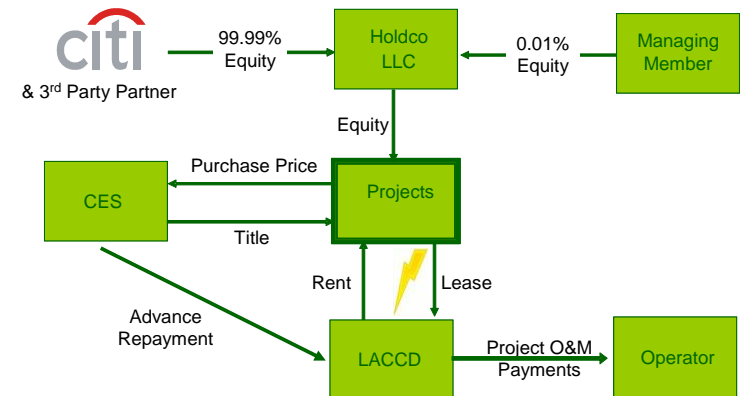 citi
& 3rd Party Partner
99.99%
Equity
Holdco
LLC
0.01%
Equity
Managing
Member
Equity
Purchase Price
CES
Projects
Title
Rent
Lease
Advance
Repayment
LACCD
Project O&M
Payments
Operator